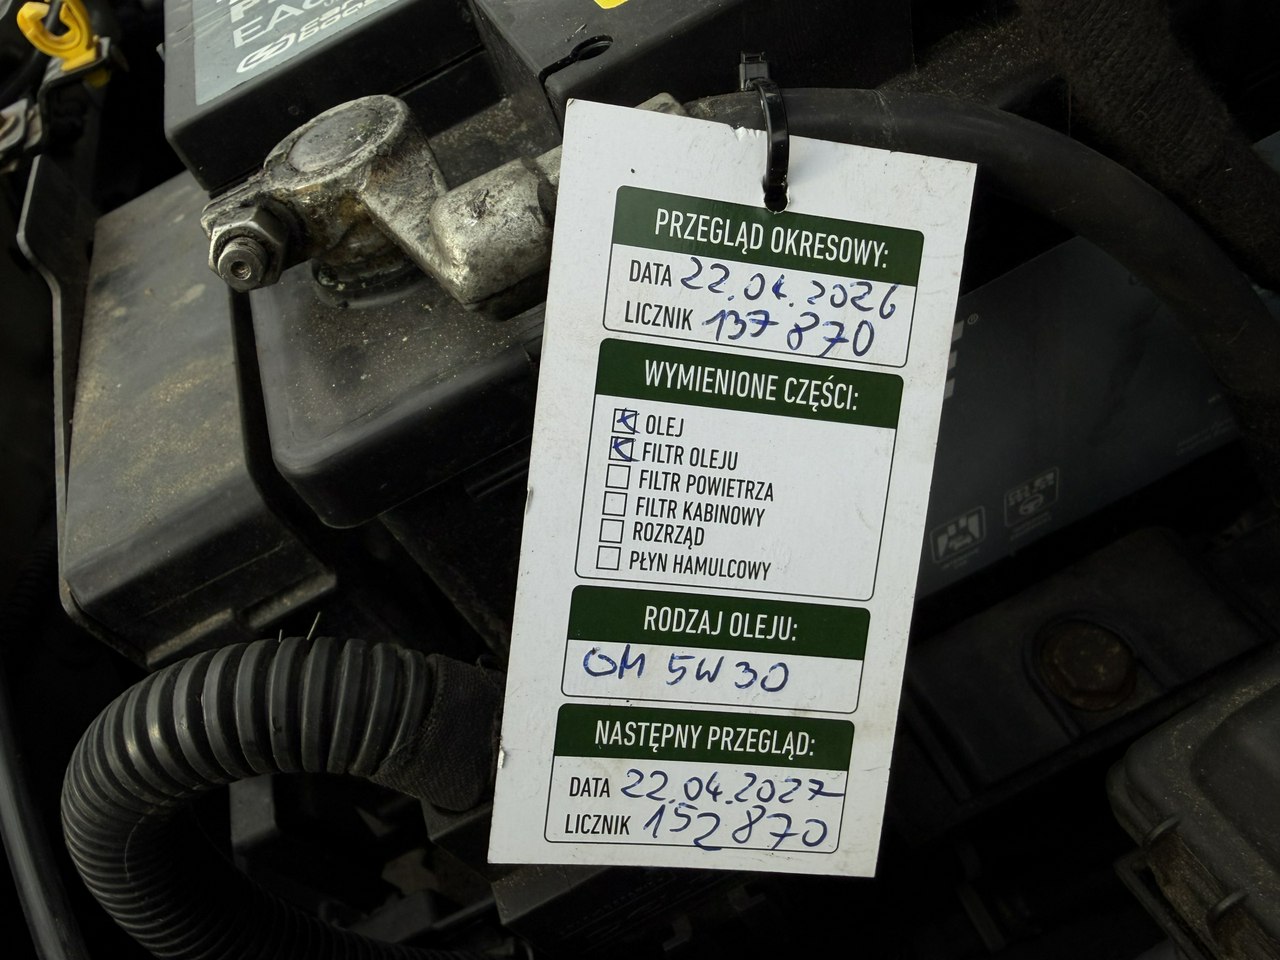 PRZEGLĄD OKRESOWY:
DATA 22.04.2026
LICZNIK 137 870
WYMIENIONE CZĘŚCI:
OLEJ
FILTR OLEJU
FILTR POWIETRZA
FILTR KABINOWY
ROZRZĄD
PŁYN HAMULCOWY
RODZAJ OLEJU:
GM 5W30
NASTĘPNY PRZEGLĄD:
DATA 22.04.2027
LICZNIK 152 870